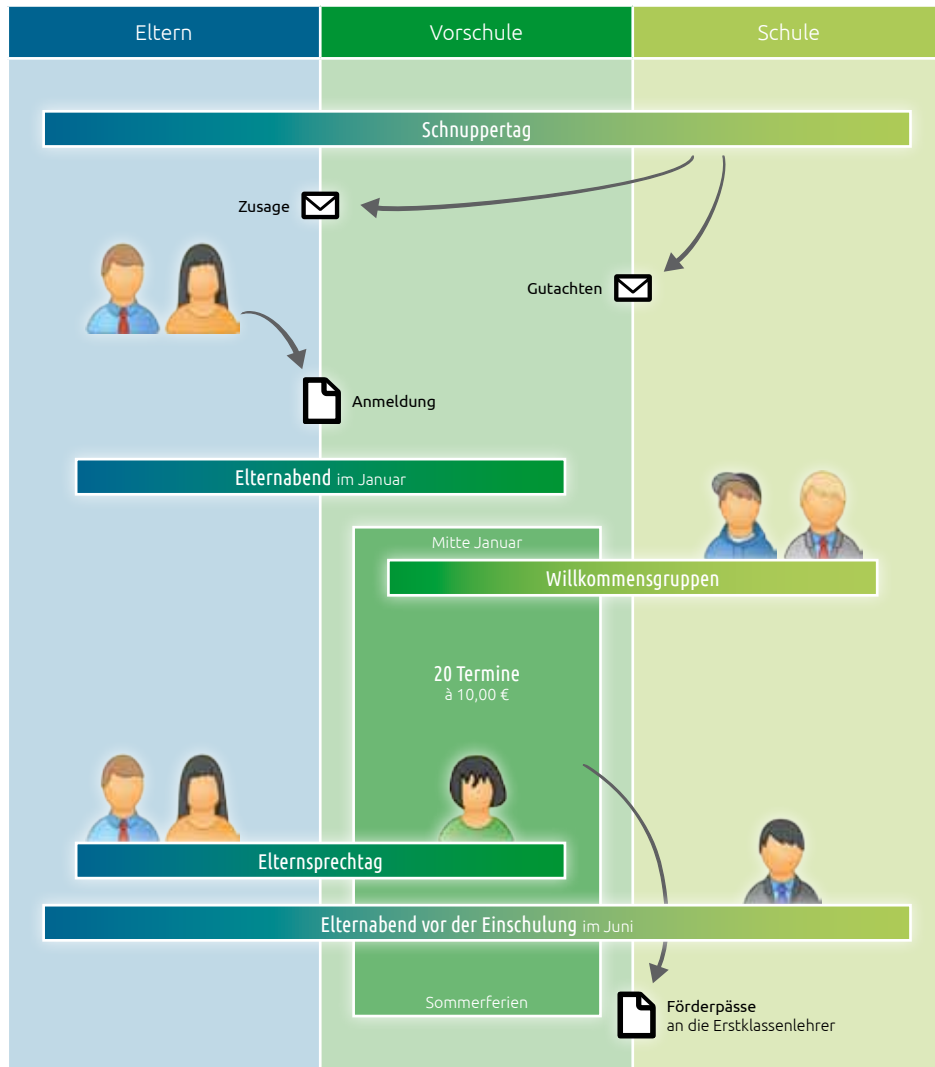 Eltern
Vorschule
Schule
Schnuppertag
Zusage
Gutachten
Anmeldung
Elternabend im Januar
Mitte Januar
Willkommensgruppen
20 Termine
à 10,00 €
Elternsprechtag
Elternabend vor der Einschulung im Juni
Sommerferien
Förderpässe
an die Erstklassenlehrer